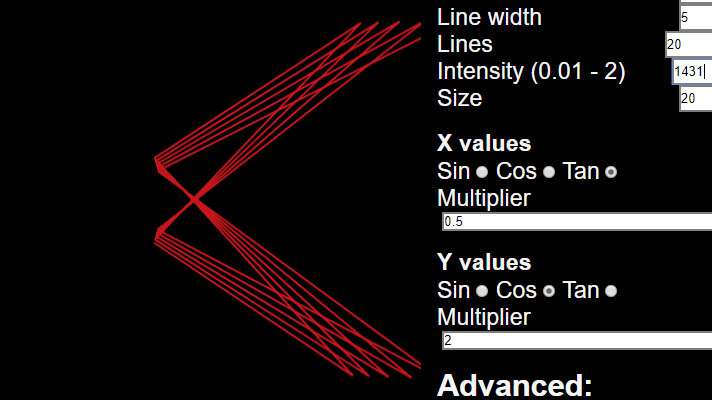 Line width 5
Lines 20
Intensity (0.01 - 2) 1431
Size 20
X values
Sin Cos Tan
Multiplier
0.5
Y values
Sin Cos Tan
Multiplier
2
Advanced: